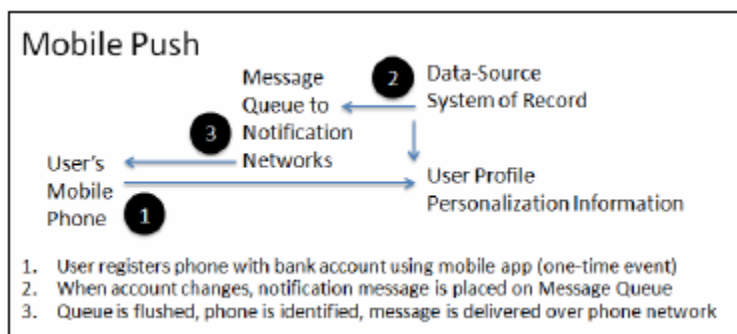 Mobile Push
Message
Queue to
Notification
Networks
2
Data-Source
System of Record
3
User's
Mobile
Phone
1
User Profile
Personalization Information
1. User registers phone with bank account using mobile app (one-time event)
2. When account changes, notification message is placed on Message Queue
3. Queue is flushed, phone is identified, message is delivered over phone network